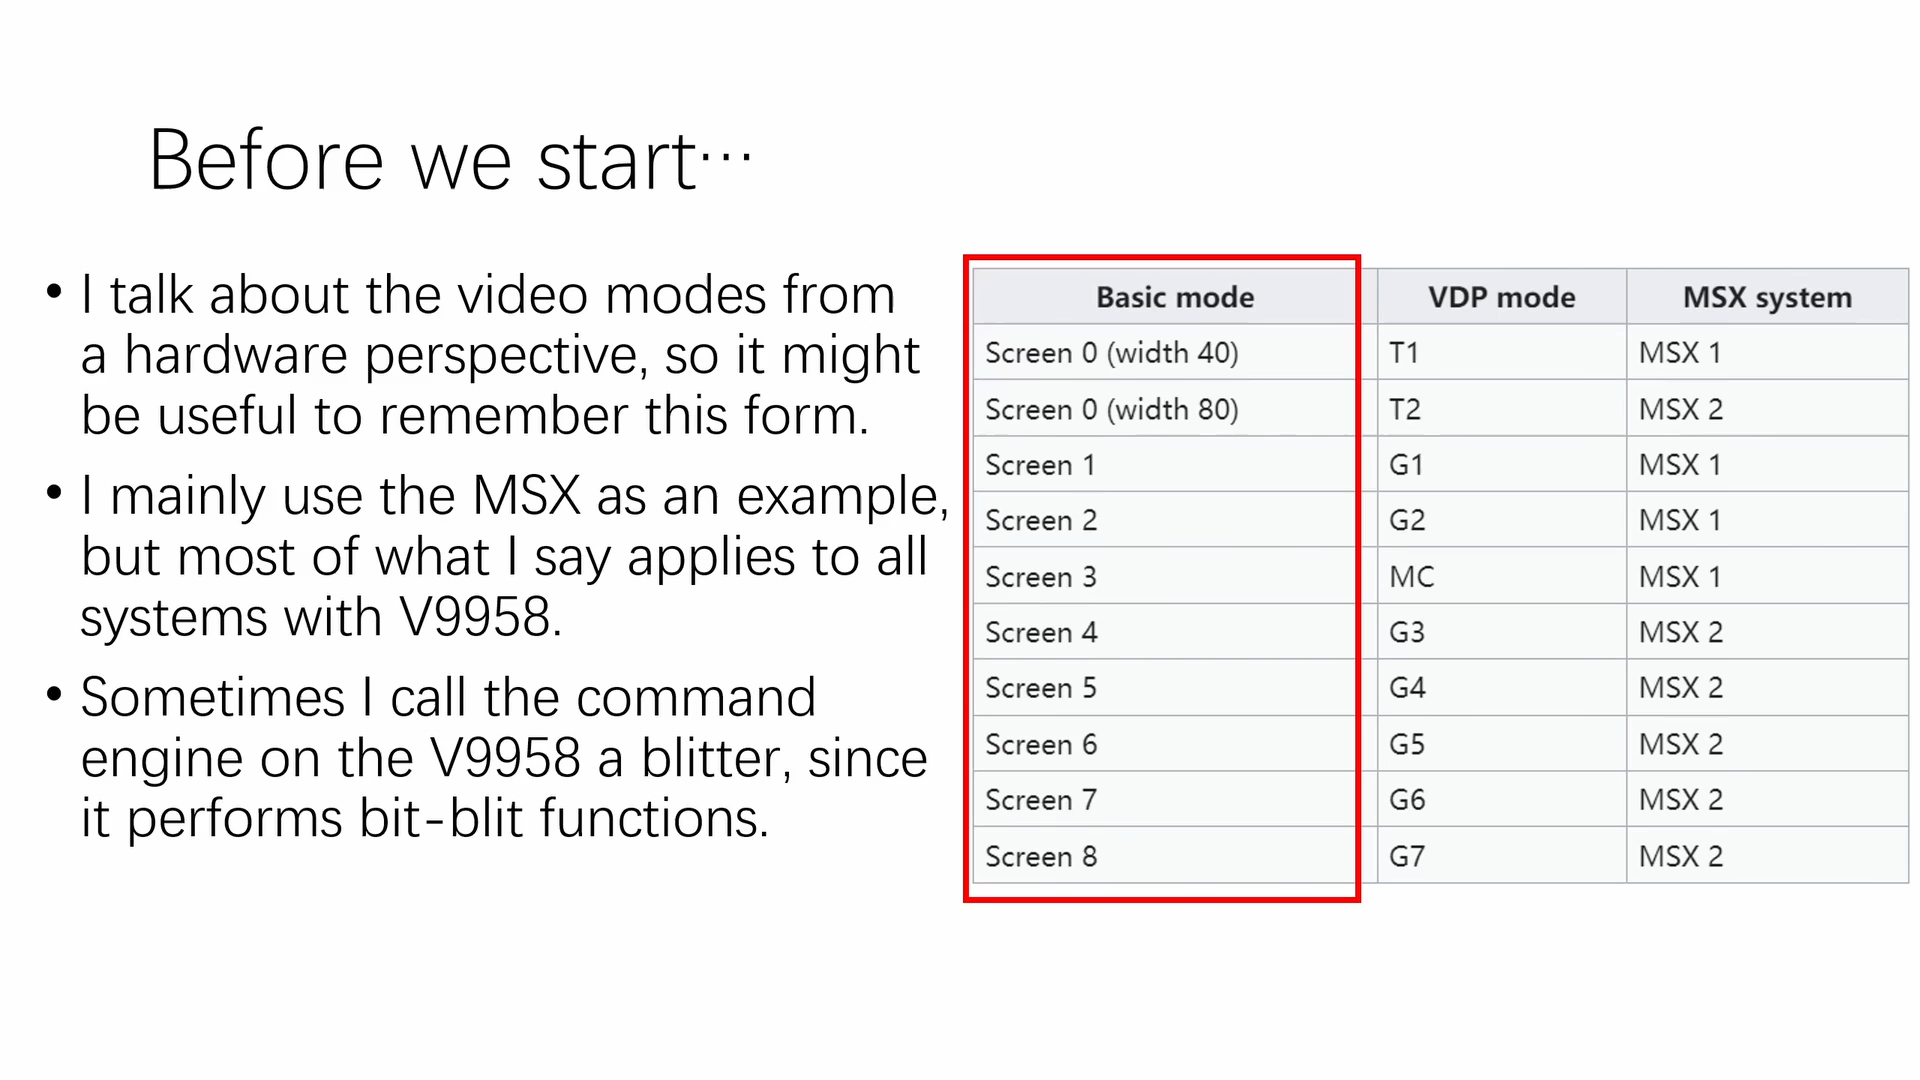 Before we start…
• I talk about the video modes from
a hardware perspective, so it might
be useful to remember this form.
• I mainly use the MSX as an example,
but most of what I say applies to all
systems with V9958.
• Sometimes I call the command
engine on the V9958 a blitter, since
it performs bit-blit functions.
Basic mode VDP mode MSX system
Screen 0 (width 40) T1 MSX 1
Screen 0 (width 80) T2 MSX 2
Screen 1 G1 MSX 1
Screen 2 G2 MSX 1
Screen 3 MC MSX 1
Screen 4 G3 MSX 2
Screen 5 G4 MSX 2
Screen 6 G5 MSX 2
Screen 7 G6 MSX 2
Screen 8 G7 MSX 2